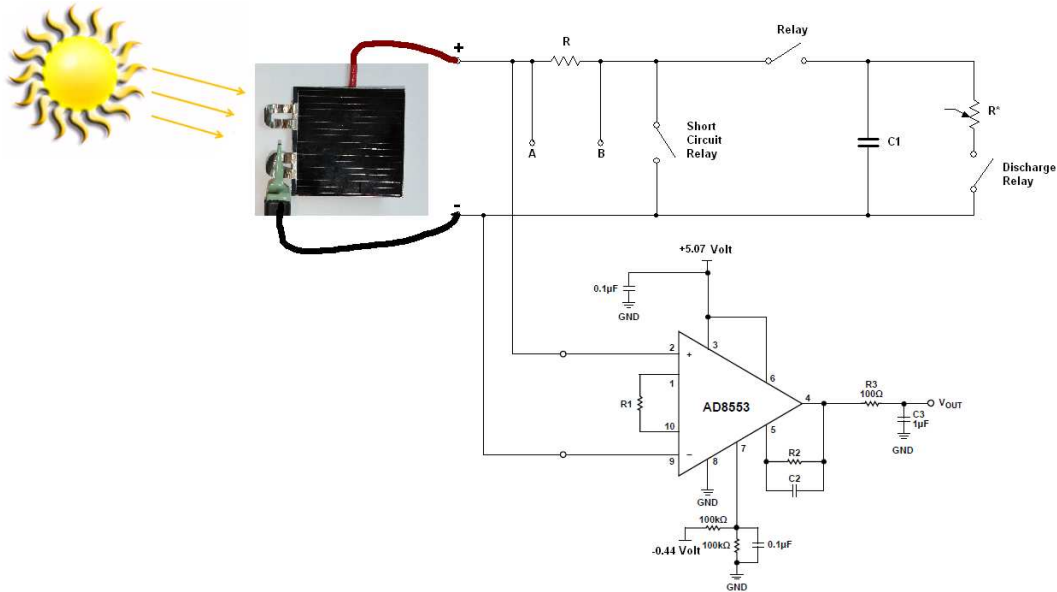 +
R
Relay
A
B
Short
Circuit
Relay
C1
R*
Discharge
Relay
-
+5.07 Volt
0.1µF
GND
2
+
3
1
6
R1
AD8553
4
R3
100Ω
VOUT
10
5
C3
1µF
GND
9
−
8
7
R2
C2
GND
100kΩ
-0.44 Volt
100kΩ
0.1µF
GND